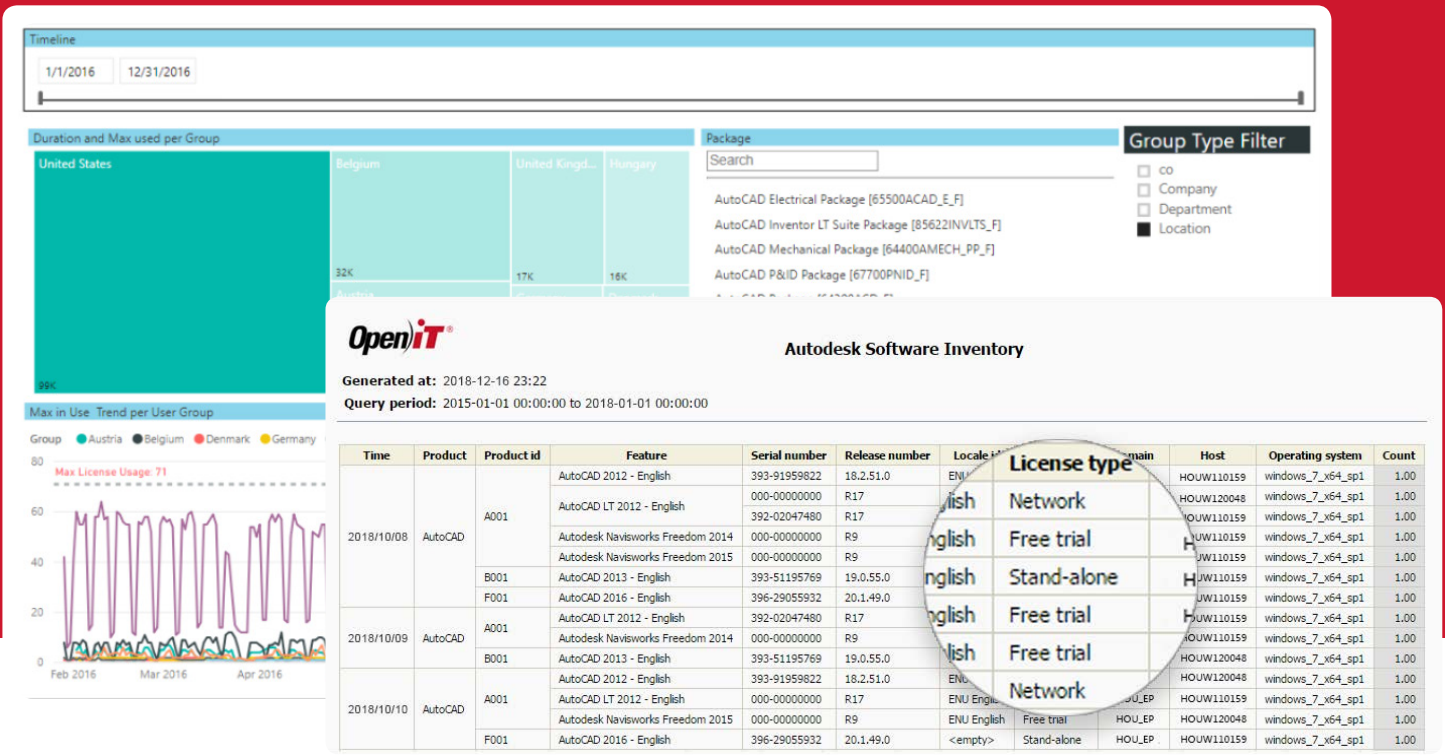 Timeline
1/1/2016 12/31/2016
Duration and Max used per Group
United States
99K
Belgium
32K
United Kingd...
17K
Hungary
16K
Austria
Package
Search
AutoCAD Electrical Package [65500ACAD_E_F]
AutoCAD Inventor LT Suite Package [85622INVLTS_F]
AutoCAD Mechanical Package [64400AMECH_PP_F]
AutoCAD P&ID Package [67700PNID_F]
Group Type Filter
co
Company
Department
Location
Max in Use Trend per User Group
Group Austria Belgium Denmark Germany
Max License Usage: 71
80
60
40
20
0
Feb 2016 Mar 2016 Apr 2016
OpeniT®
Autodesk Software Inventory
Generated at: 2018-12-16 23:22
Query period: 2015-01-01 00:00:00 to 2018-01-01 00:00:00
Time Product Product id Feature Serial number Release number Locale Host Operating system Count
2018/10/08 AutoCAD A001 AutoCAD 2012 - English 393-91959822 18.2.51.0 HOUW110159 windows_7_x64_sp1 1.00
AutoCAD LT 2012 - English 000-00000000 R17 HOUW120048 windows_7_x64_sp1 1.00
392-02047480 R17 windows_7_x64_sp1 1.00
Autodesk Navisworks Freedom 2014 000-00000000 R9 windows_7_x64_sp1 1.00
Autodesk Navisworks Freedom 2015 000-00000000 R9 windows_7_x64_sp1 1.00
B001 AutoCAD 2013 - English 393-51195769 19.0.55.0 windows_7_x64_sp1 1.00
F001 AutoCAD 2016 - English 396-29055932 20.1.49.0 windows_7_x64_sp1 1.00
2018/10/09 AutoCAD A001 AutoCAD LT 2012 - English 392-02047480 R17 windows_7_x64_sp1 1.00
Autodesk Navisworks Freedom 2014 000-00000000 R9 HOUW110159 windows_7_x64_sp1 1.00
B001 AutoCAD 2013 - English 393-51195769 19.0.55.0 HOUW120048 windows_7_x64_sp1 1.00
2018/10/10 AutoCAD A001 AutoCAD 2012 - English 393-91959822 18.2.51.0 HOUW120048 windows_7_x64_sp1 1.00
AutoCAD LT 2012 - English 000-00000000 R17 ENU HOUW110159 windows_7_x64_sp1 1.00
Autodesk Navisworks Freedom 2015 000-00000000 R9 ENU English Free trial HOU_EP HOUW120048 windows_7_x64_sp1 1.00
F001 AutoCAD 2016 - English 396-29055932 20.1.49.0 <empty> Stand-alone HOU_EP HOUW110159 windows_7_x64_sp1 1.00
License type
Network
Free trial
Stand-alone
Free trial
Free trial
Network